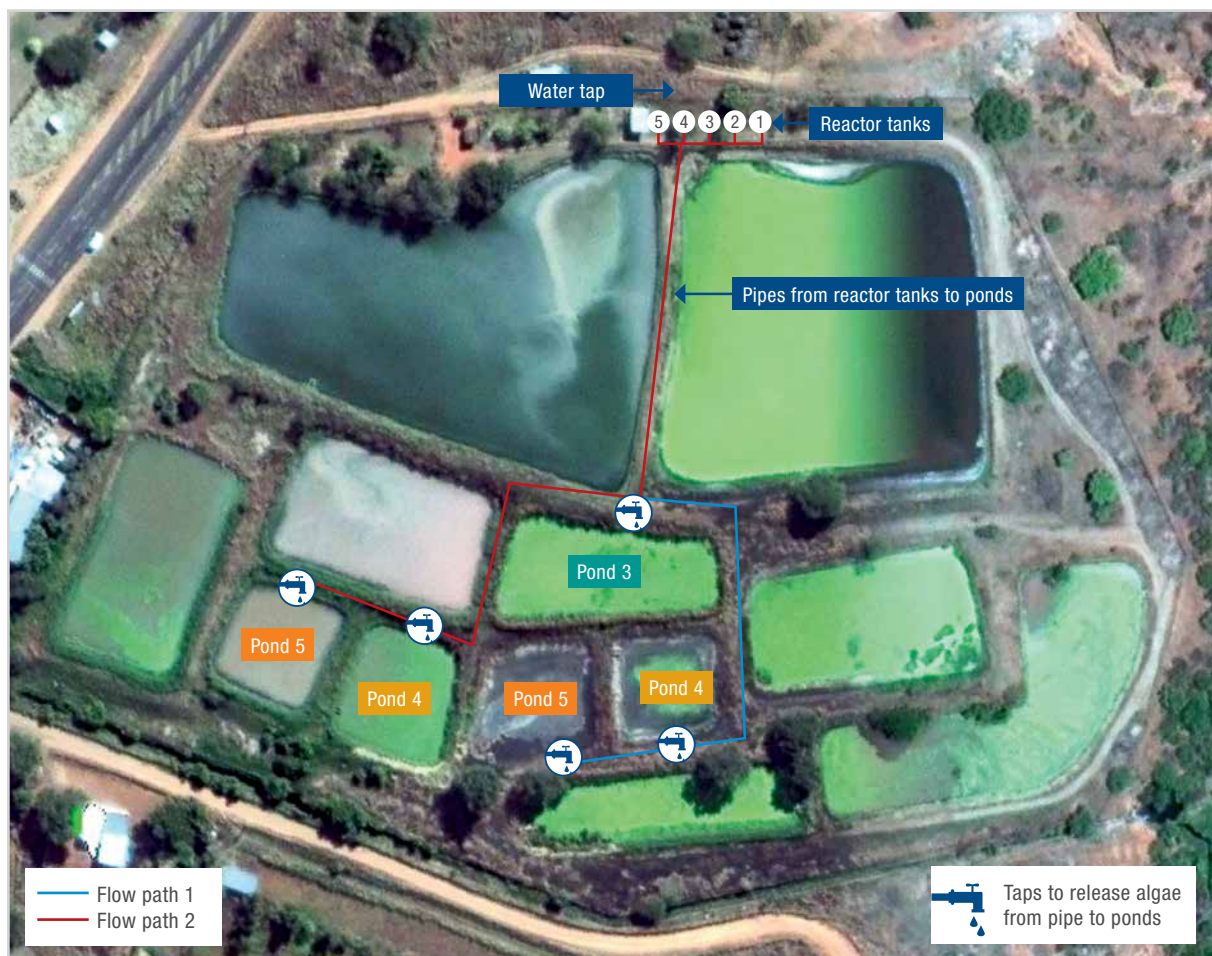 Water tap
5 4 3 2 1
Reactor tanks
Pipes from reactor tanks to ponds
Pond 3
Pond 5
Pond 4
Pond 5
Pond 4
Flow path 1
Flow path 2
Taps to release algae
from pipe to ponds